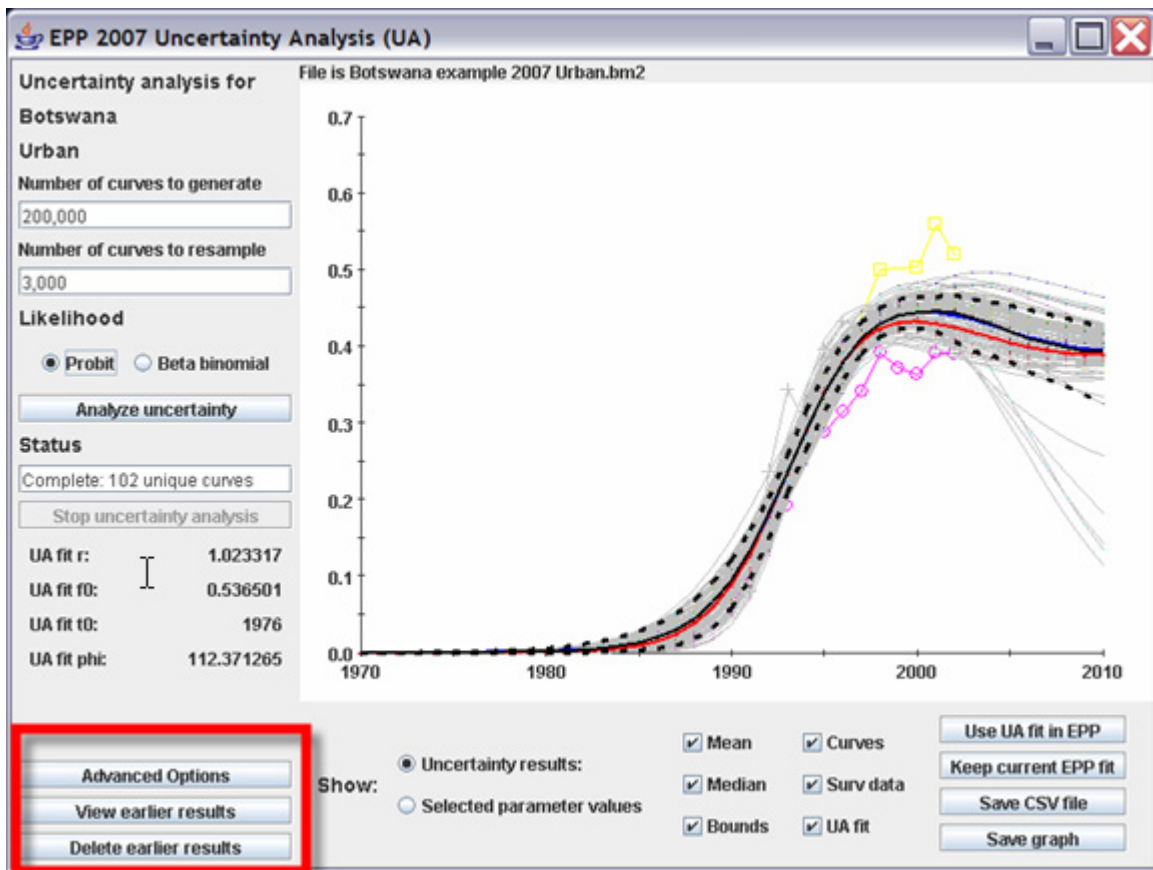 EPP 2007 Uncertainty Analysis (UA)
Uncertainty analysis for
Botswana
Urban
Number of curves to generate
200,000
Number of curves to resample
3,000
Likelihood
Probit Beta binomial
Analyze uncertainty
Status
Complete: 102 unique curves
Stop uncertainty analysis
UA fit r: 1.023317
UA fit f0: 0.536501
UA fit t0: 1976
UA fit phi: 112.371265
Advanced Options
View earlier results
Delete earlier results
File is Botswana example 2007 Urban.bm2
0.7
0.6
0.5
0.4
0.3
0.2
0.1
0.0
1970 1980 1990 2000 2010
Show:
Uncertainty results:
Selected parameter values
Mean Curves
Median Surv data
Bounds UA fit
Use UA fit in EPP
Keep current EPP fit
Save CSV file
Save graph